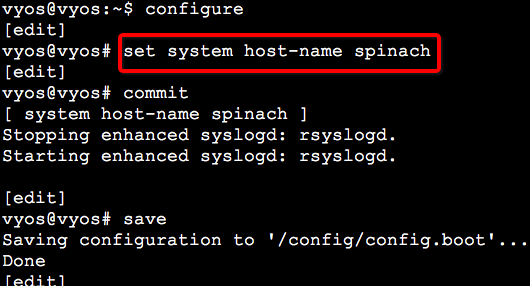 vyos@vyos:~$ configure
[edit]
vyos@vyos# set system host-name spinach
[edit]
vyos@vyos# commit
[ system host-name spinach ]
Stopping enhanced syslogd: rsyslogd.
Starting enhanced syslogd: rsyslogd.
[edit]
vyos@vyos# save
Saving configuration to '/config/config.boot'...
Done
[edit]